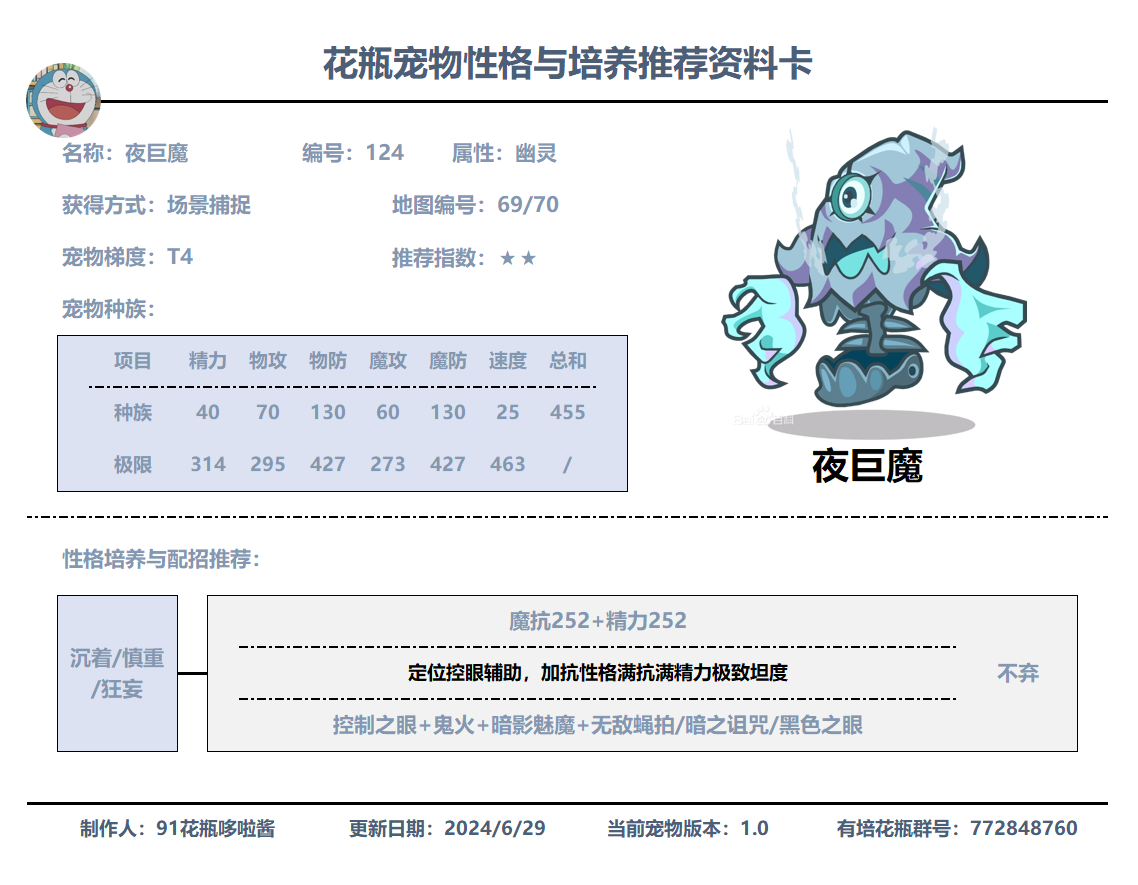 花瓶宠物性格与培养推荐资料卡
名称：夜巨魔 编号：124 属性：幽灵
获得方式：场景捕捉 地图编号：69/70
宠物梯度：T4 推荐指数：★★
宠物种族：
项目 精力 物攻 物防 魔攻 魔防 速度 总和
种族 40 70 130 60 130 25 455
极限 314 295 427 273 427 463 /
Bai 百科
夜巨魔
性格培养与配招推荐：
沉着/慎重
/狂妄
魔抗252+精力252
定位控眼辅助，加抗性格满抗满精力极致坦度
控制之眼+鬼火+暗影魅魔+无敌蝇拍/暗之诅咒/黑色之眼
不弃
制作人：91花瓶哆啦酱 更新日期：2024/6/29 当前宠物版本：1.0 有培花瓶群号：772848760